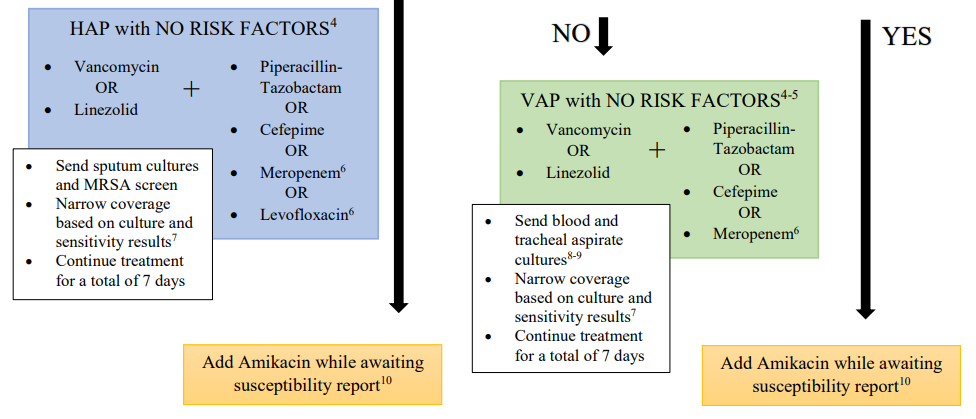 HAP with NO RISK FACTORS4
• Vancomycin
OR
• Linezolid
+
• Piperacillin-
Tazobactam
OR
• Cefepime
OR
• Meropenem6
OR
• Levofloxacin6
• Send sputum cultures
and MRSA screen
• Narrow coverage
based on culture and
sensitivity results7
• Continue treatment
for a total of 7 days
Add Amikacin while awaiting
susceptibility report10
NO
YES
VAP with NO RISK FACTORS4-5
• Vancomycin
OR
• Linezolid
+
• Piperacillin-
Tazobactam
OR
• Cefepime
OR
• Meropenem6
• Send blood and
tracheal aspirate
cultures8-9
• Narrow coverage
based on culture and
sensitivity results7
• Continue treatment
for a total of 7 days
Add Amikacin while awaiting
susceptibility report10